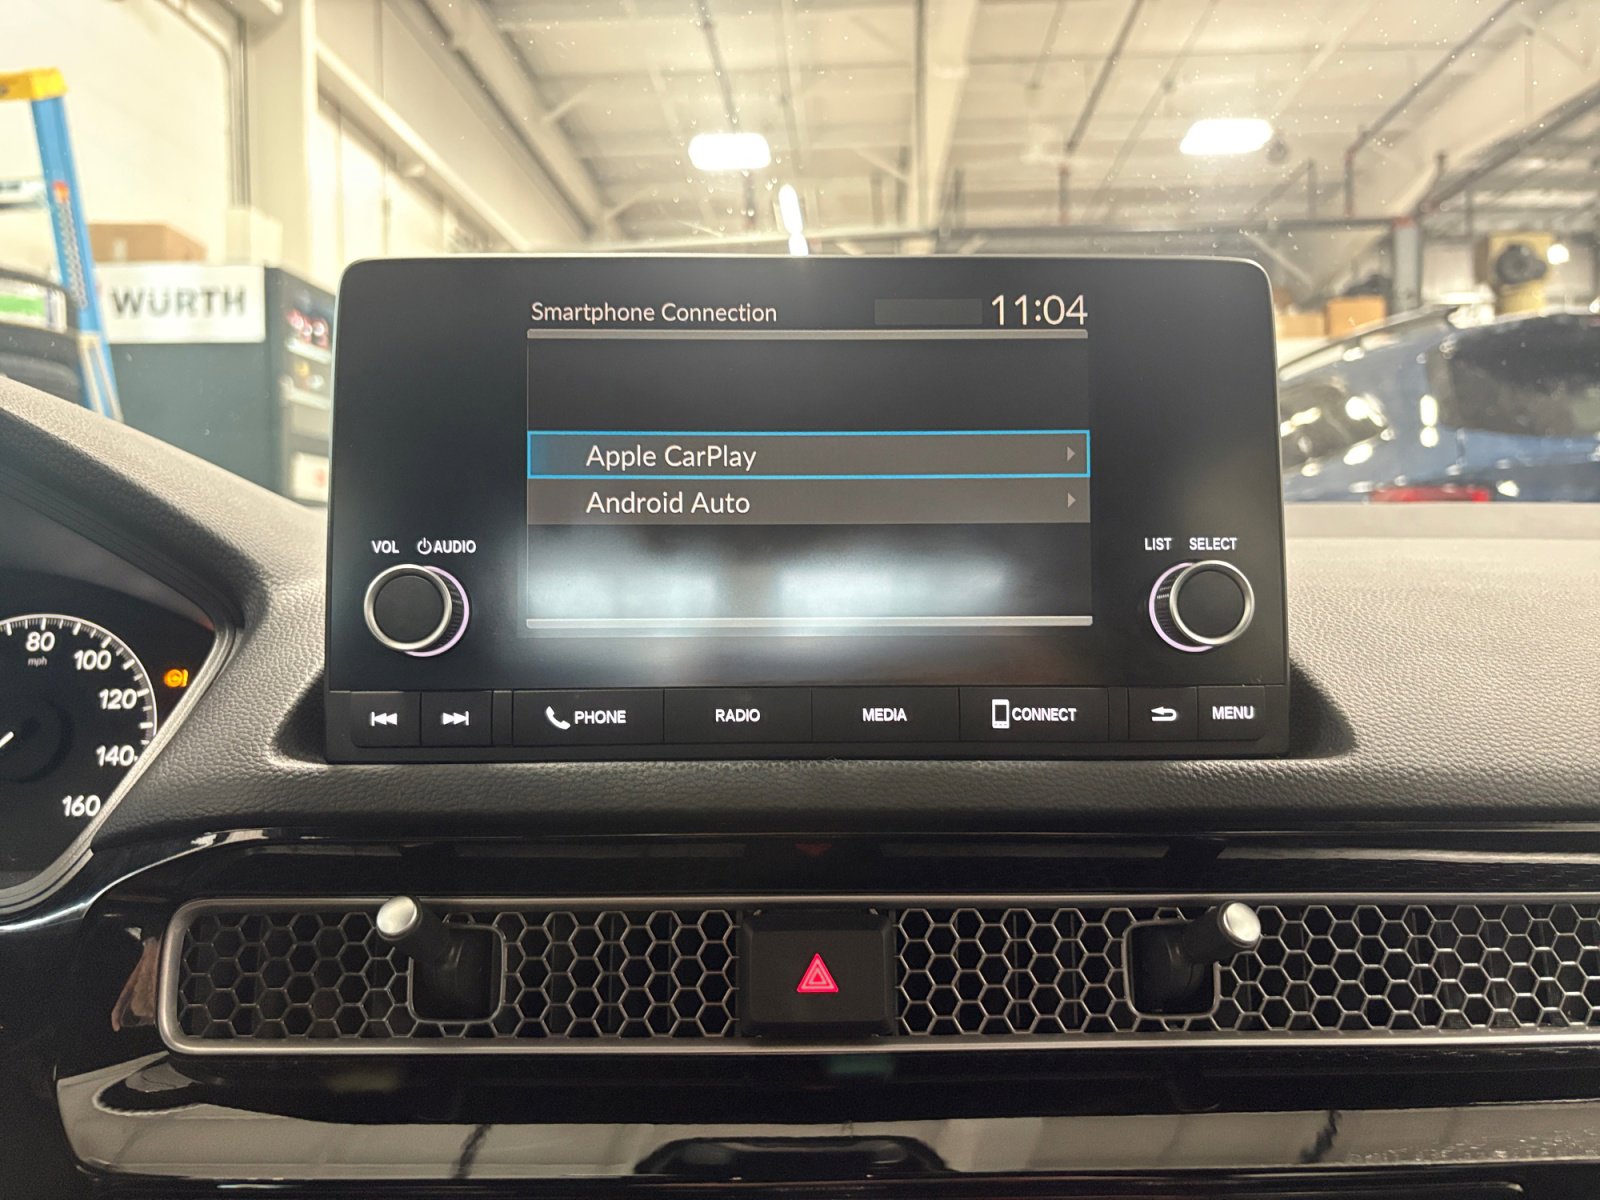 WÜRTH
Smartphone Connection 11:04
Apple CarPlay
Android Auto
VOL AUDIO
LIST SELECT
80
mph
100
120
140
160
PHONE RADIO MEDIA CONNECT MENU